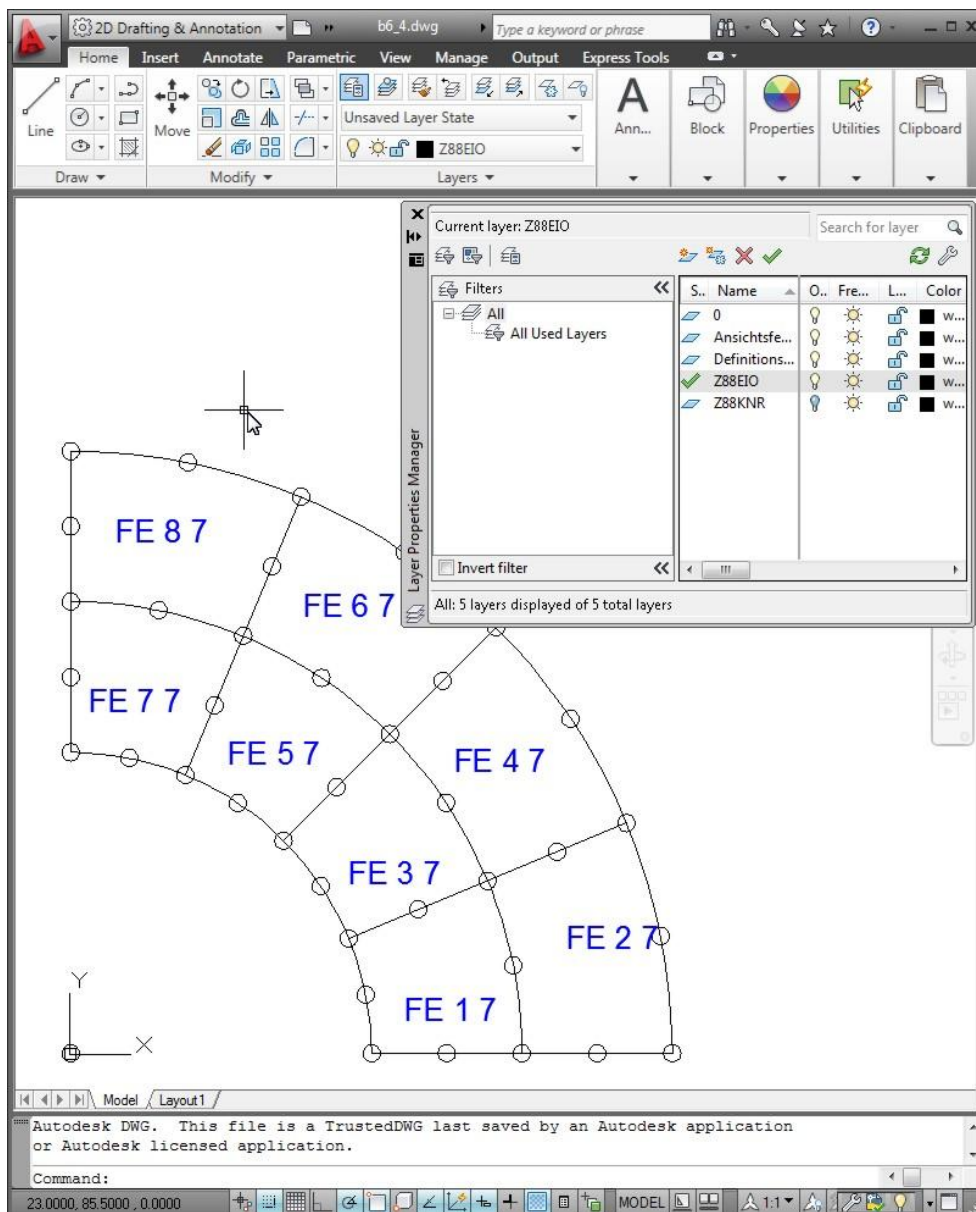 2D Drafting & Annotation b6_4.dwg Type a keyword or phrase
Home Insert Annotate Parametric View Manage Output Express Tools
Line Move Unsaved Layer State Z88EIO Ann... Block Properties Utilities Clipboard
Draw Modify Layers
Current layer: Z88EIO Search for layer
Filters
All
All Used Layers
S.. Name O.. Fre... L... Color
0 w...
Ansichtsfe... w...
Definitions... w...
Z88EIO w...
Z88KNR w...
Invert filter
All: 5 layers displayed of 5 total layers
Layer Properties Manager
FE 8 7
FE 6 7
FE 7 7
FE 5 7
FE 4 7
FE 3 7
FE 2 7
FE 1 7
Y
X
Model Layout1
Autodesk DWG. This file is a TrustedDWG last saved by an Autodesk application
or Autodesk licensed application.
Command:
23.0000, 85.5000 , 0.0000 MODEL 1:1